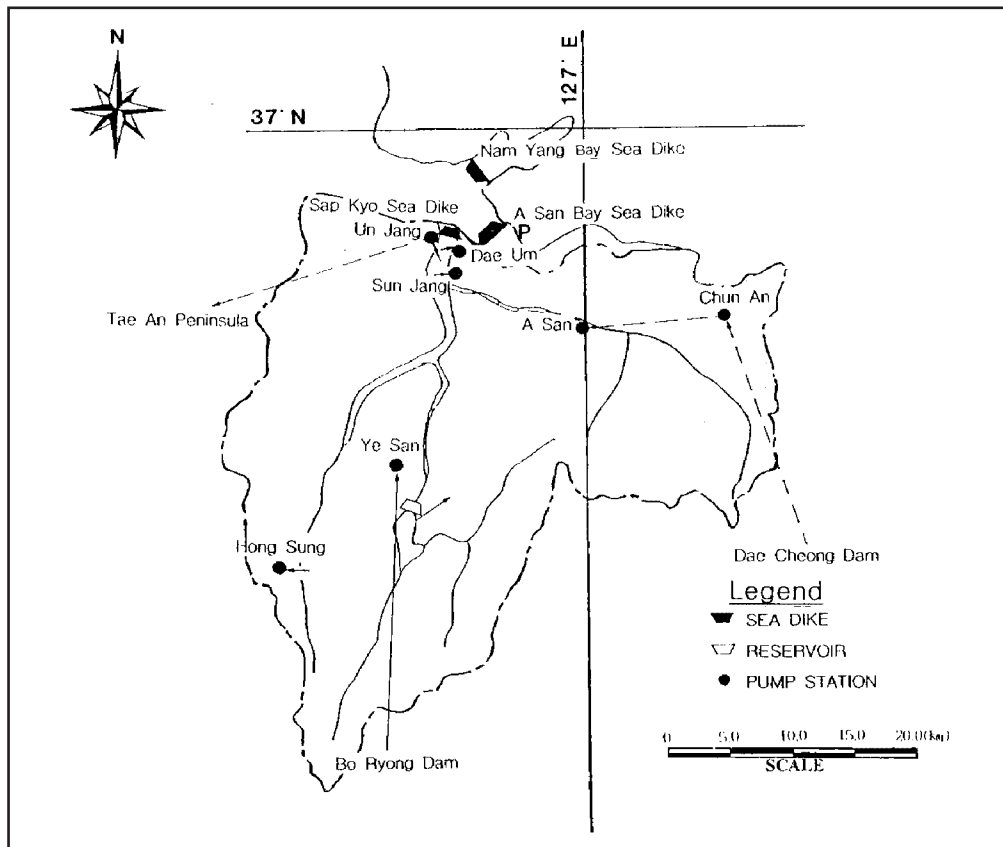 N
127° E
37° N
Nam Yang Bay Sea Dike
Sap Kyo Sea Dike
A San Bay Sea Dike
Un Jang
P
Dae Um
Sun Jang
Chun An
Tae An Peninsula
A San
Ye San
Hong Sung
Dae Cheong Dam
Legend
SEA DIKE
RESERVOIR
PUMP STATION
Bo Ryong Dam
0 5.0 10.0 15.0 20.0(km)
SCALE